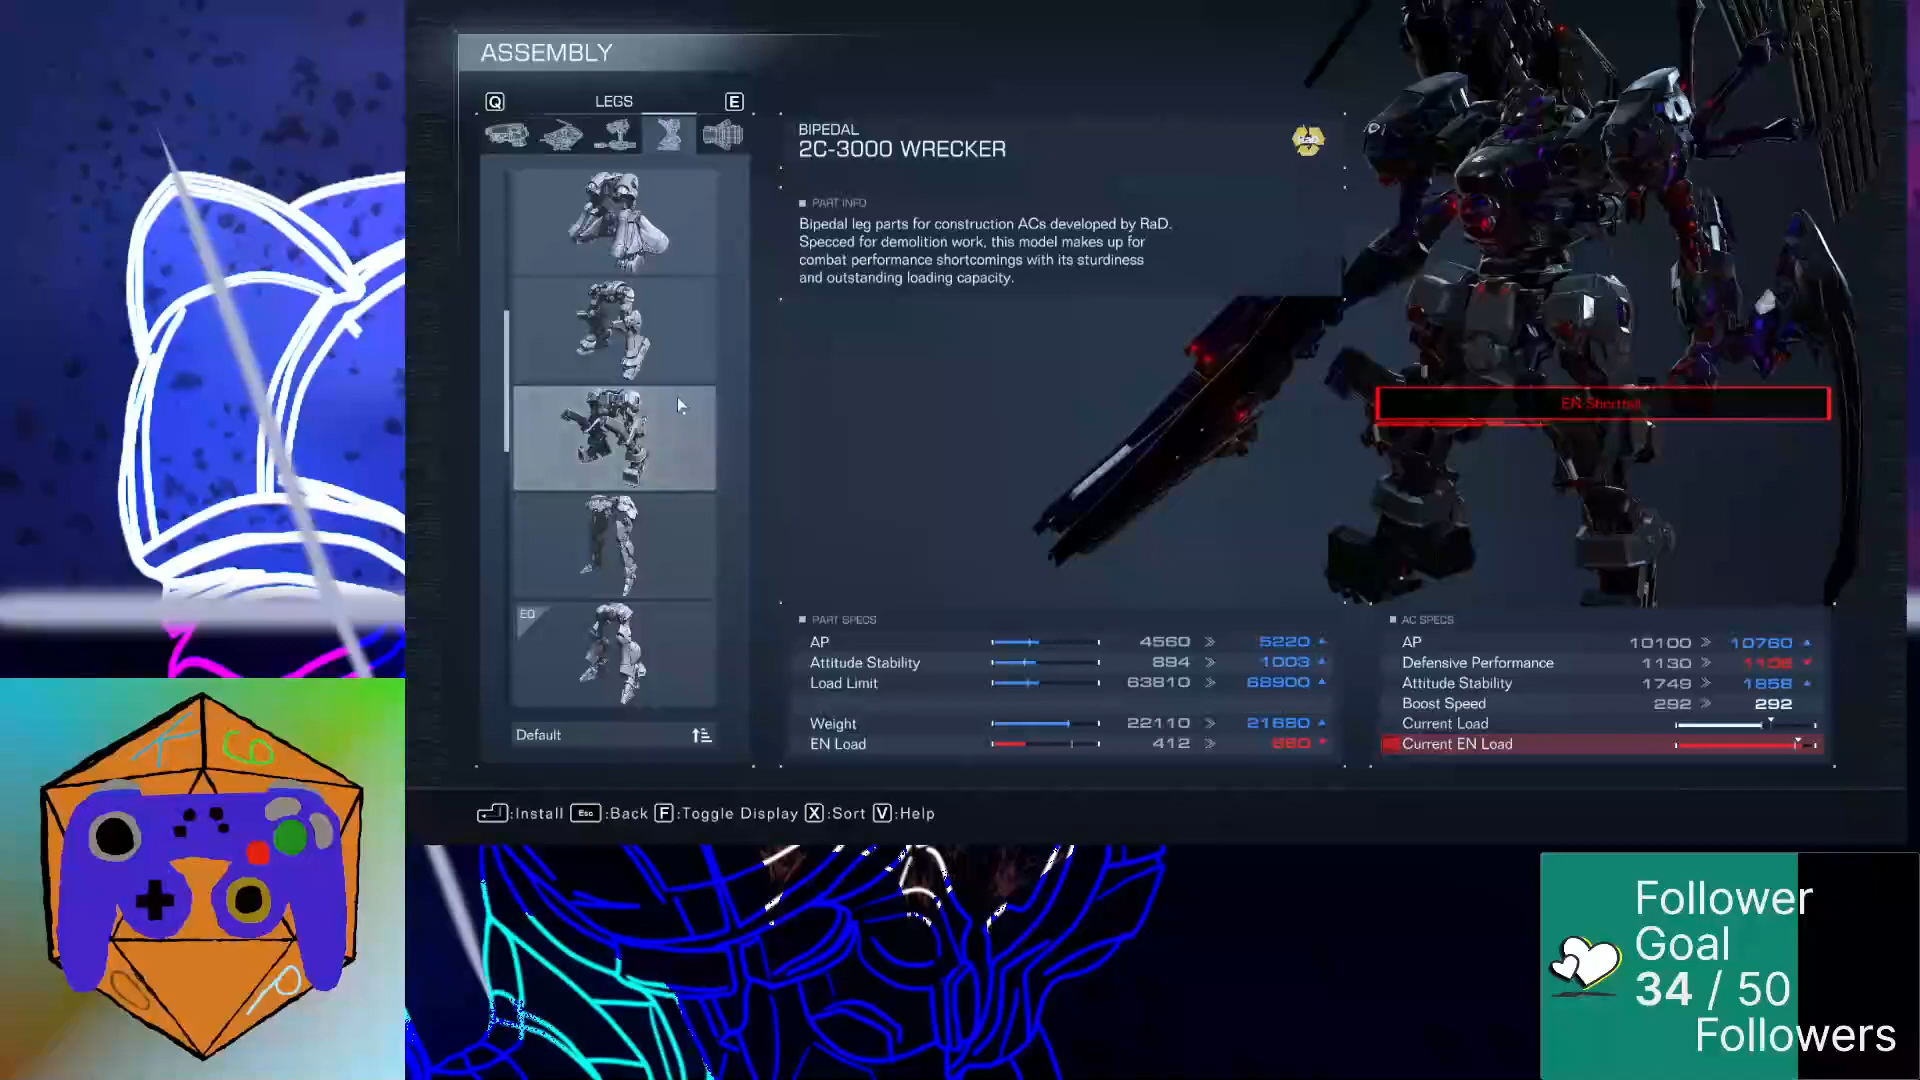 ASSEMBLY
Q LEGS E
BIPEDAL
2C-3000 WRECKER
RaD
PART INFO
Bipedal leg parts for construction ACs developed by RaD.
Specced for demolition work, this model makes up for
combat performance shortcomings with its sturdiness
and outstanding loading capacity.
EN Shortfall
EQ
Default
PART SPECS
AP 4560 5220
Attitude Stability 894 1003
Load Limit 63810 68900
Weight 22110 21680
EN Load 412
AC SPECS
AP 10100 10760
Defensive Performance 1130
Attitude Stability 1749 1858
Boost Speed 292 292
Current Load
Current EN Load
:Install Esc :Back F :Toggle Display X :Sort V :Help
K G
O P
Follower
Goal
34 / 50
Followers